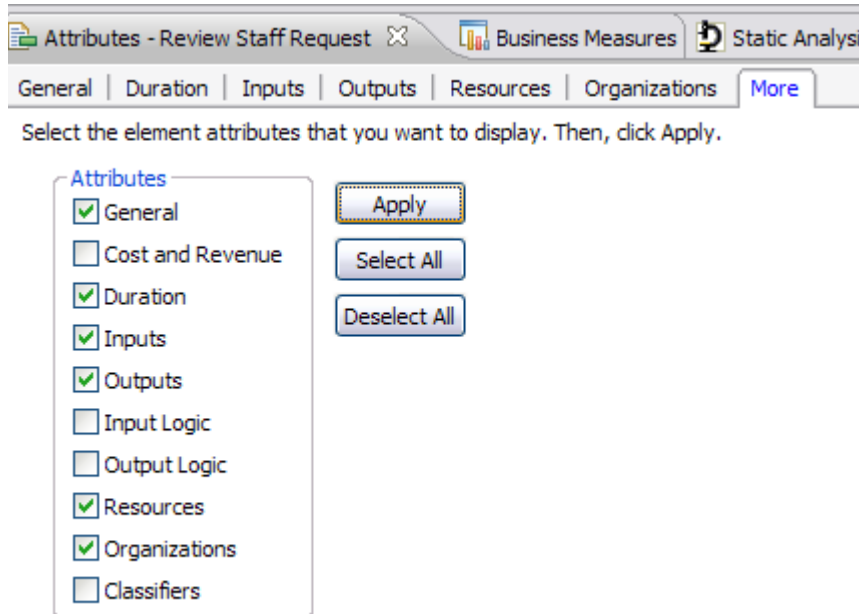 Attributes - Review Staff Request Business Measures Static Analysi
General Duration Inputs Outputs Resources Organizations More
Select the element attributes that you want to display. Then, click Apply.
Attributes
General
Apply
Cost and Revenue
Select All
Duration
Deselect All
Inputs
Outputs
Input Logic
Output Logic
Resources
Organizations
Classifiers